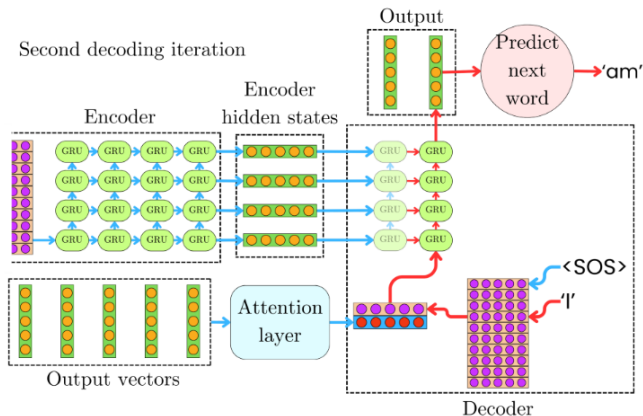 Second decoding iteration
Output
Predict
next
word
'am'
Encoder
Encoder
hidden states
GRU GRU GRU GRU GRU GRU
GRU GRU GRU GRU GRU GRU
GRU GRU GRU GRU GRU GRU
GRU GRU GRU GRU GRU GRU
<SOS>
'I'
Attention
layer
Output vectors
Decoder